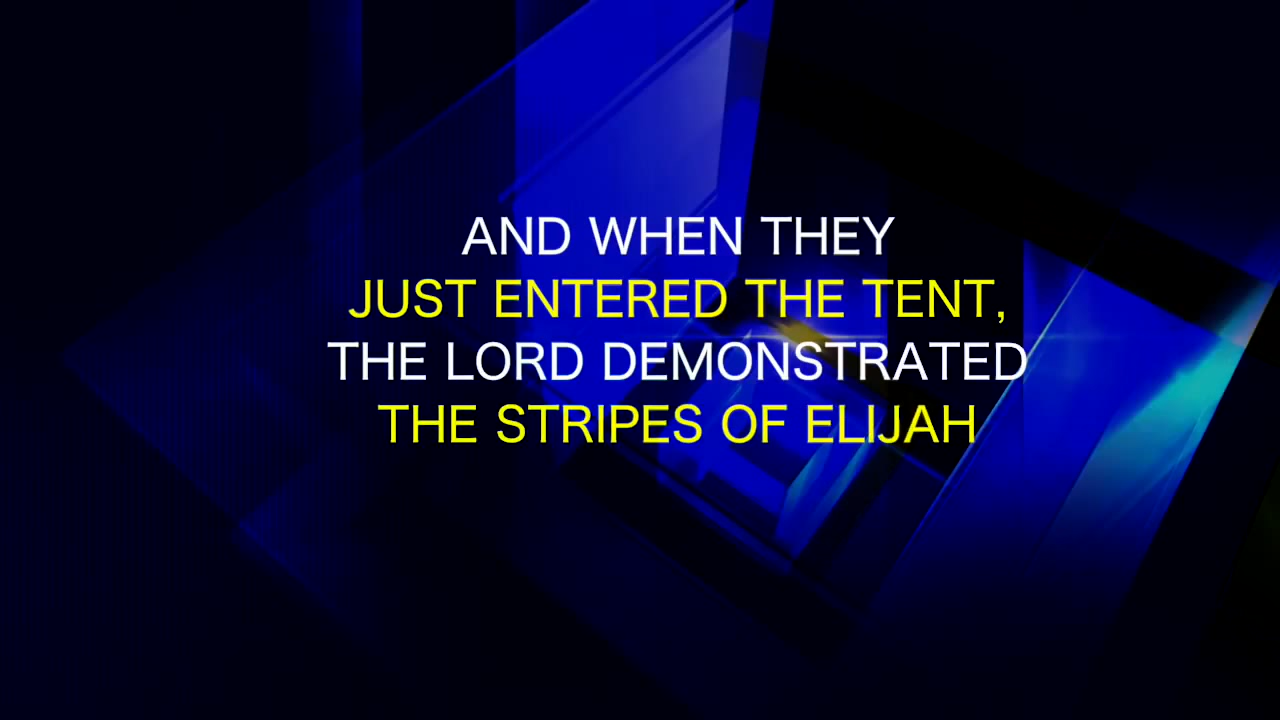 AND WHEN THEY
JUST ENTERED THE TENT,
THE LORD DEMONSTRATED
THE STRIPES OF ELIJAH